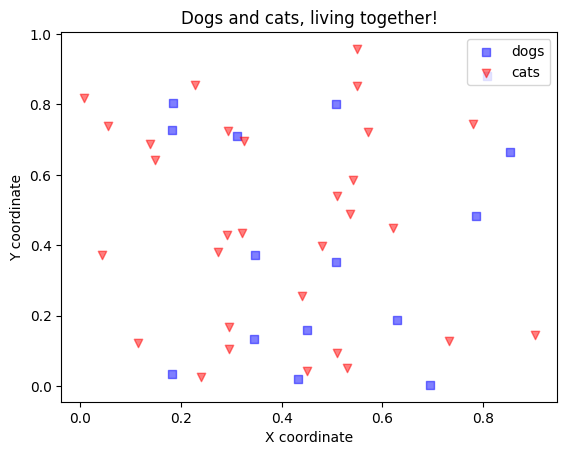 Dogs and cats, living together!
dogs
cats
1.0
0.8
0.6
0.4
0.2
0.0
Y coordinate
0.0 0.2 0.4 0.6 0.8
X coordinate